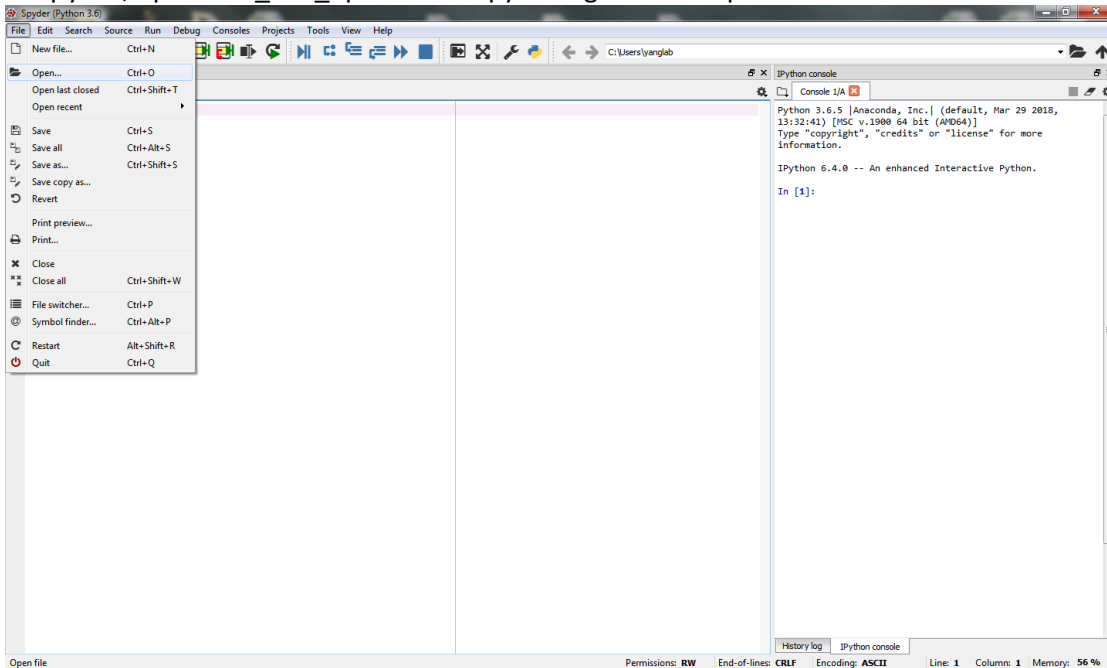 Spyder (Python 3.6)
File Edit Search Source Run Debug Consoles Projects Tools View Help
New file... Ctrl+N
C:\Users\yanglab
Open... Ctrl+O
Open last closed Ctrl+Shift+T
Open recent
Save Ctrl+S
Save all Ctrl+Alt+S
Save as... Ctrl+Shift+S
Save copy as...
Revert
Print preview...
Print...
Close
Close all Ctrl+Shift+W
File switcher... Ctrl+P
Symbol finder... Ctrl+Alt+P
Restart Alt+Shift+R
Quit Ctrl+Q
IPython console
Console 1/A
Python 3.6.5 |Anaconda, Inc.| (default, Mar 29 2018,
13:32:41) [MSC v.1900 64 bit (AMD64)]
Type "copyright", "credits" or "license" for more
information.
IPython 6.4.0 -- An enhanced Interactive Python.
In [1]:
History log IPython console
Open file Permissions: RW End-of-lines: CRLF Encoding: ASCII Line: 1 Column: 1 Memory: 56 %